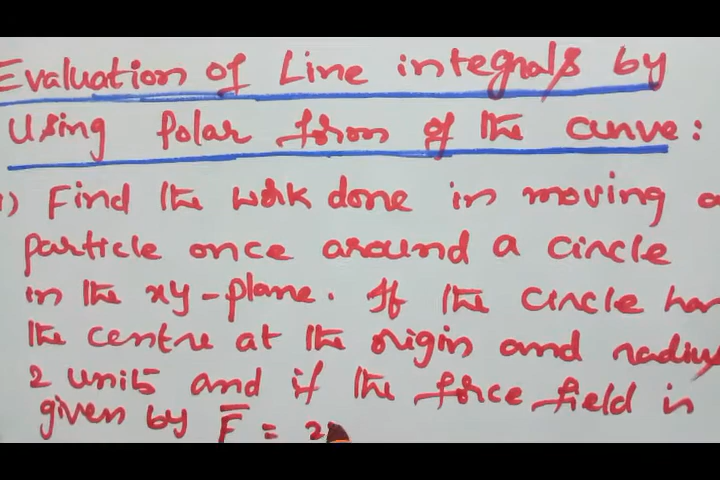 Evaluation of Line integrals by
Using Polar form of the curve:
1) Find the work done in moving a
particle once around a circle
in the xy-plane. If the circle has
the centre at the origin and radius
2 units and if the force field is
given by F̅ = 2